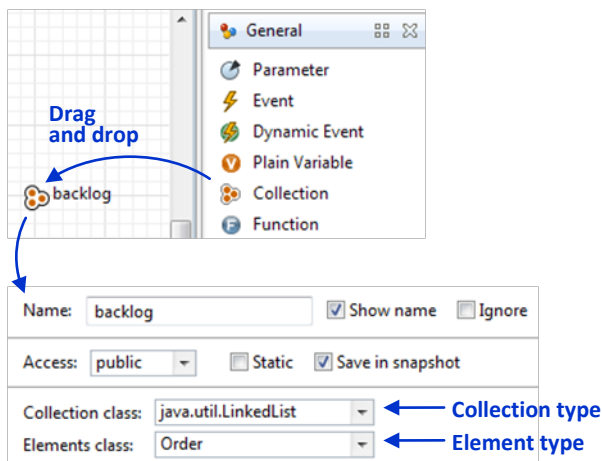 General
Parameter
Event
Dynamic Event
Plain Variable
Collection
Function
Drag
and drop
backlog
Name: backlog Show name Ignore
Access: public Static Save in snapshot
Collection class: java.util.LinkedList Collection type
Elements class: Order Element type